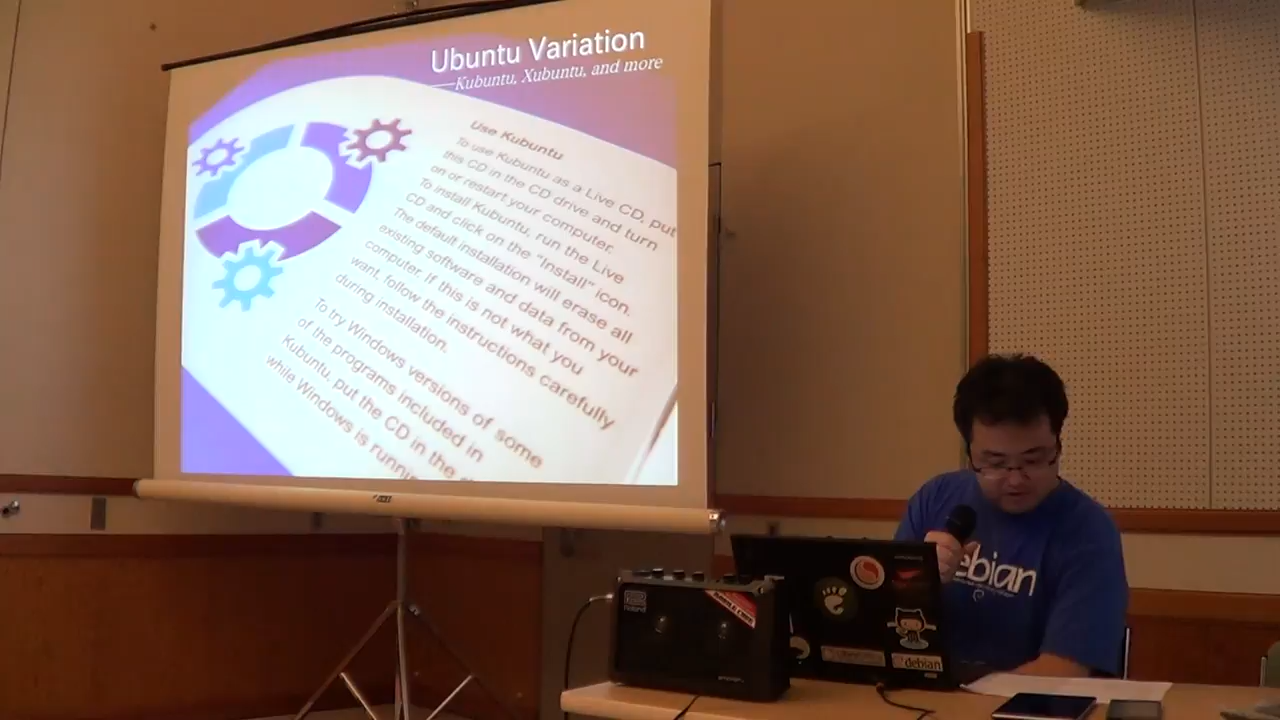 Ubuntu Variation
—Kubuntu, Xubuntu, and more
Use Kubuntu
To use Kubuntu as a Live CD, put
this CD in the CD drive and turn
on or restart your computer.
To install Kubuntu, run the Live
CD and click on the "Install" icon.
The default installation will erase all
existing software and data from your
computer. If this is not what you
want, follow the instructions carefully
during installation.
To try Windows versions of some
of the programs included in
Kubuntu, put the CD in the
while Windows is runnin
ebian
Roland
debian